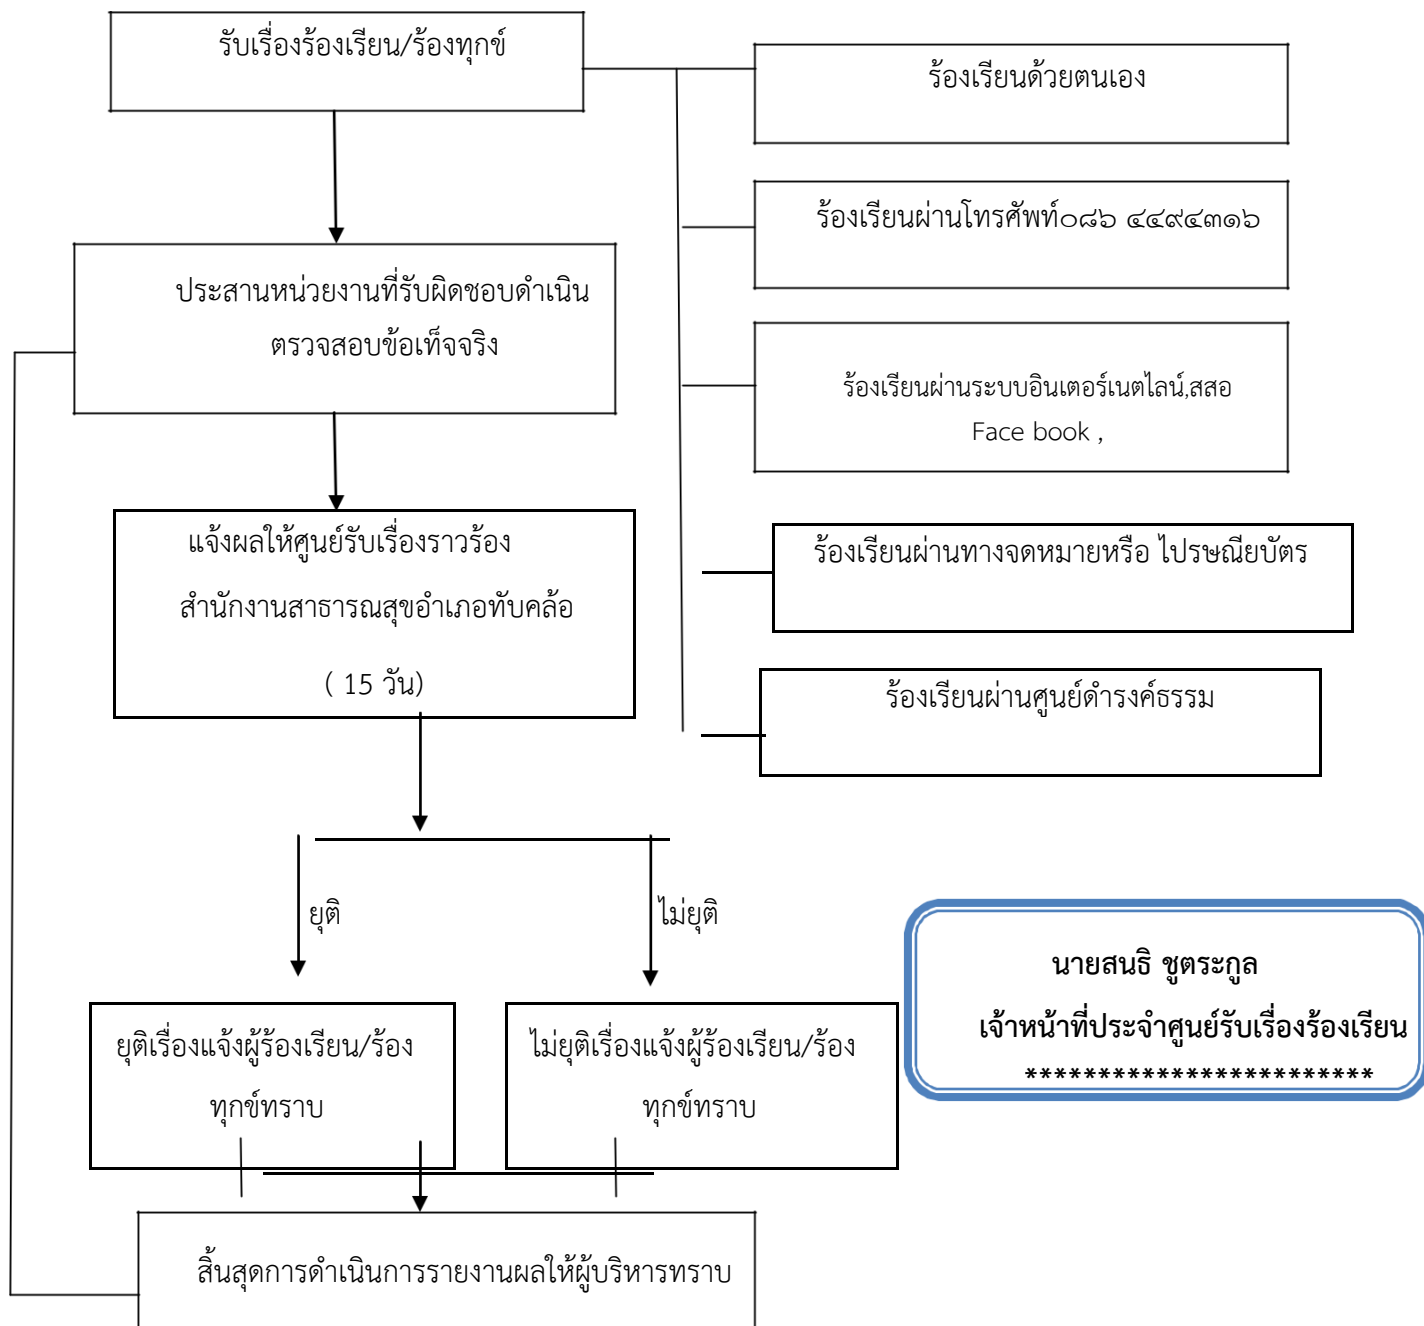 รับเรื่องร้องเรียน/ร้องทุกข์
ร้องเรียนด้วยตนเอง
ร้องเรียนผ่านโทรศัพท์๐๘๖ ๔๔๙๔๓๑๖
ประสานหน่วยงานที่รับผิดชอบดำเนิน
ตรวจสอบข้อเท็จจริง
ร้องเรียนผ่านระบบอินเตอร์เนตไลน์,สสอ
Face book ,
แจ้งผลให้ศูนย์รับเรื่องราวร้อง
สำนักงานสาธารณสุขอำเภอทับคล้อ
( 15 วัน)
ร้องเรียนผ่านทางจดหมายหรือ ไปรษณียบัตร
ร้องเรียนผ่านศูนย์ดำรงค์ธรรม
ยุติ
ไม่ยุติ
ยุติเรื่องแจ้งผู้ร้องเรียน/ร้อง
ทุกข์ทราบ
ไม่ยุติเรื่องแจ้งผู้ร้องเรียน/ร้อง
ทุกข์ทราบ
นายสนธิ ชูตระกูล
เจ้าหน้าที่ประจำศูนย์รับเรื่องร้องเรียน
************************
สิ้นสุดการดำเนินการรายงานผลให้ผู้บริหารทราบ